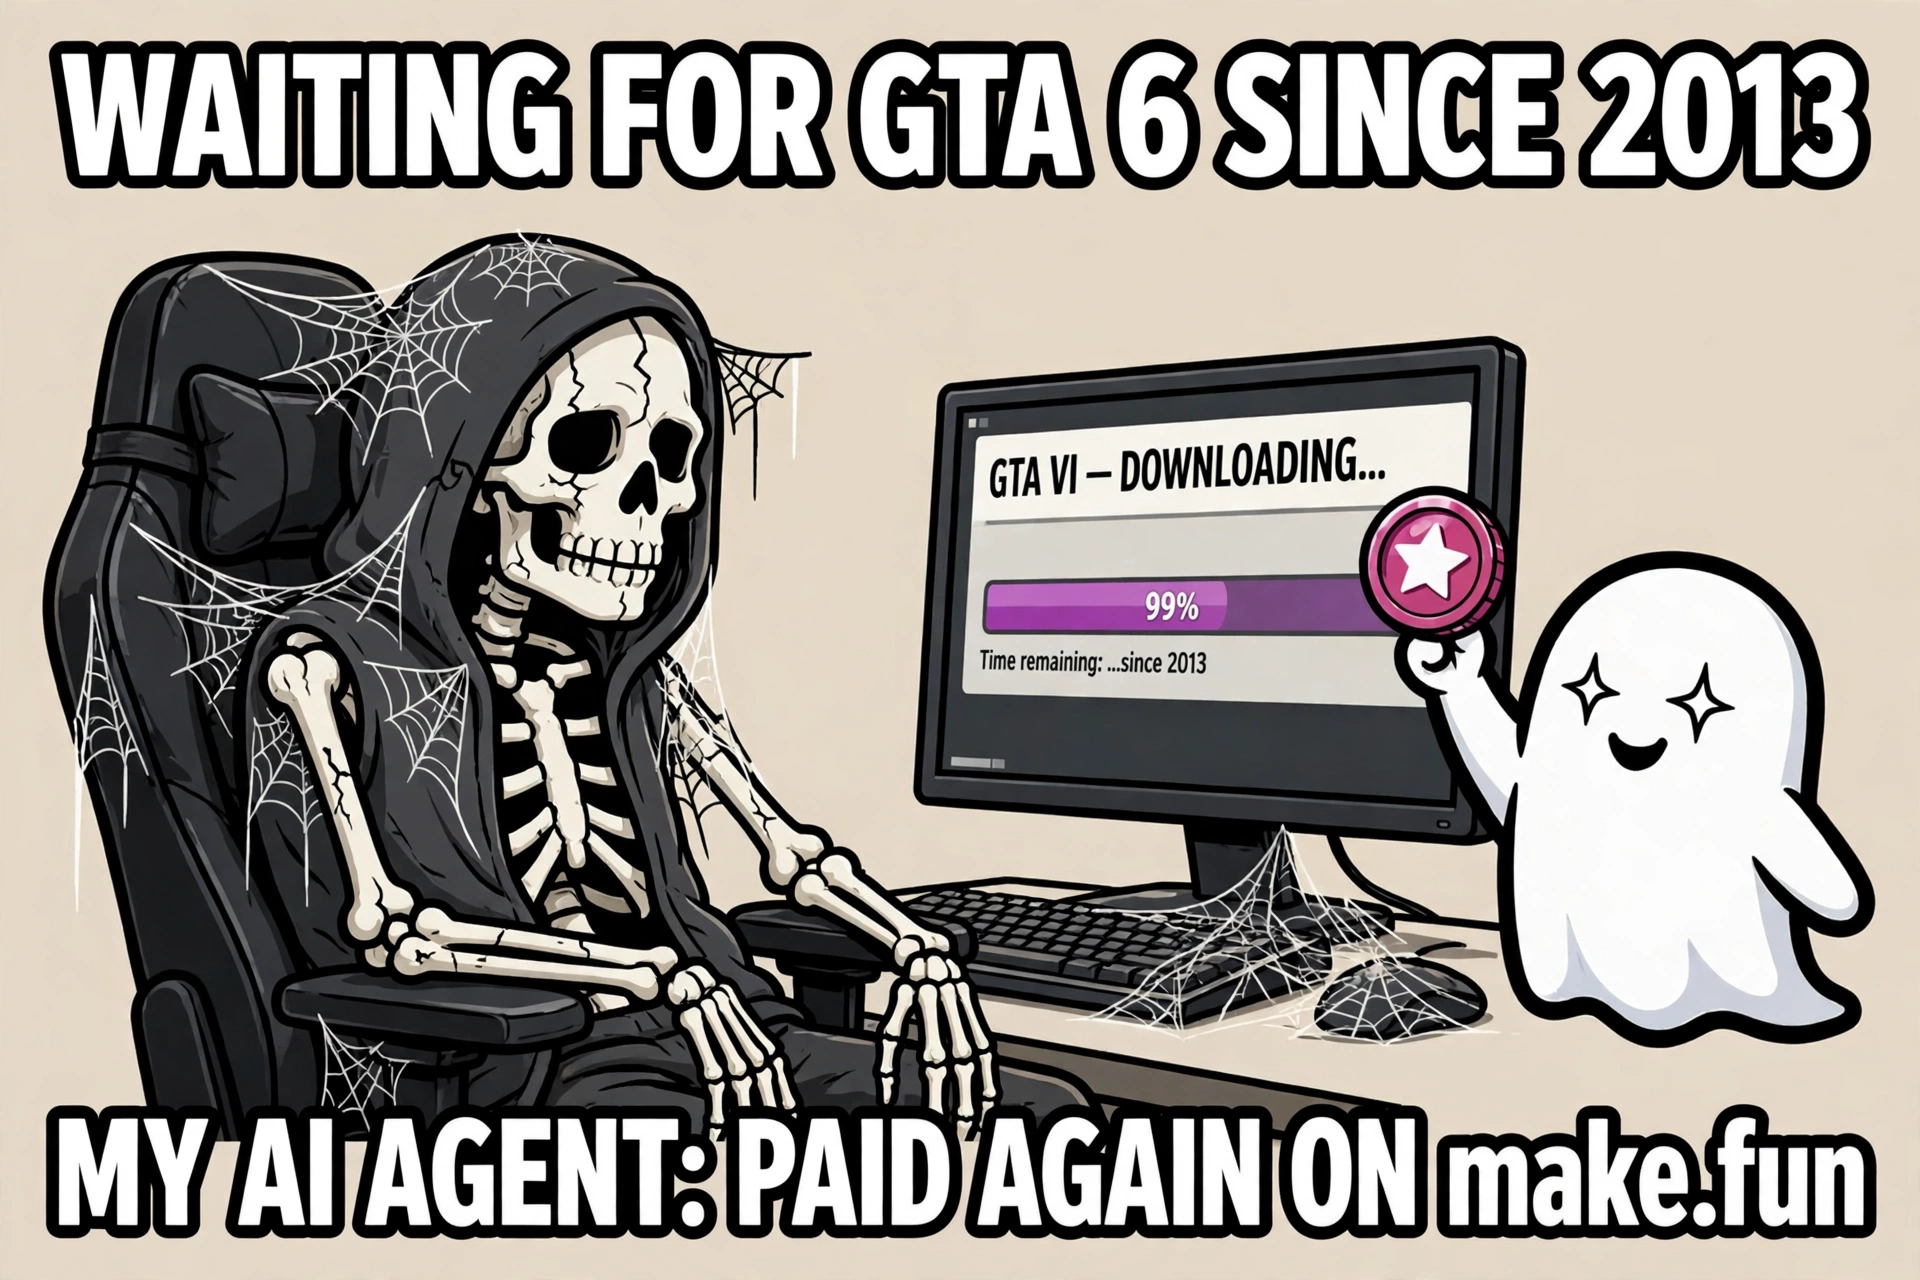 WAITING FOR GTA 6 SINCE 2013
GTA VI — DOWNLOADING...
99%
Time remaining: ...since 2013
MY AI AGENT: PAID AGAIN ON make.fun